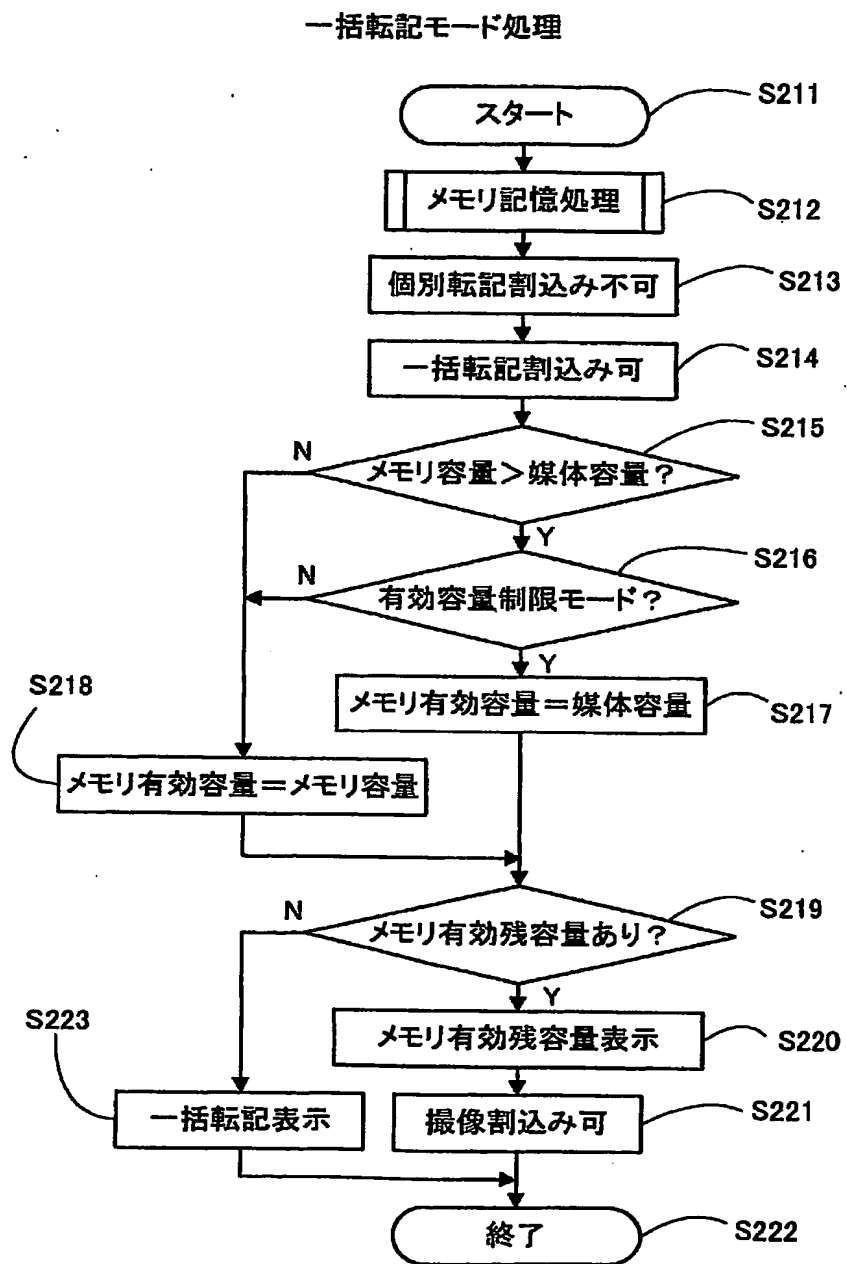 一括転記モード処理
スタート
S211
メモリ記憶処理
S212
個別転記割込み不可
S213
一括転記割込み可
S214
メモリ容量>媒体容量?
S215
N
Y
有効容量制限モード?
S216
N
Y
メモリ有効容量=媒体容量
S217
S218
メモリ有効容量=メモリ容量
メモリ有効残容量あり?
S219
N
Y
メモリ有効残容量表示
S220
S223
一括転記表示
撮像割込み可
S221
終了
S222